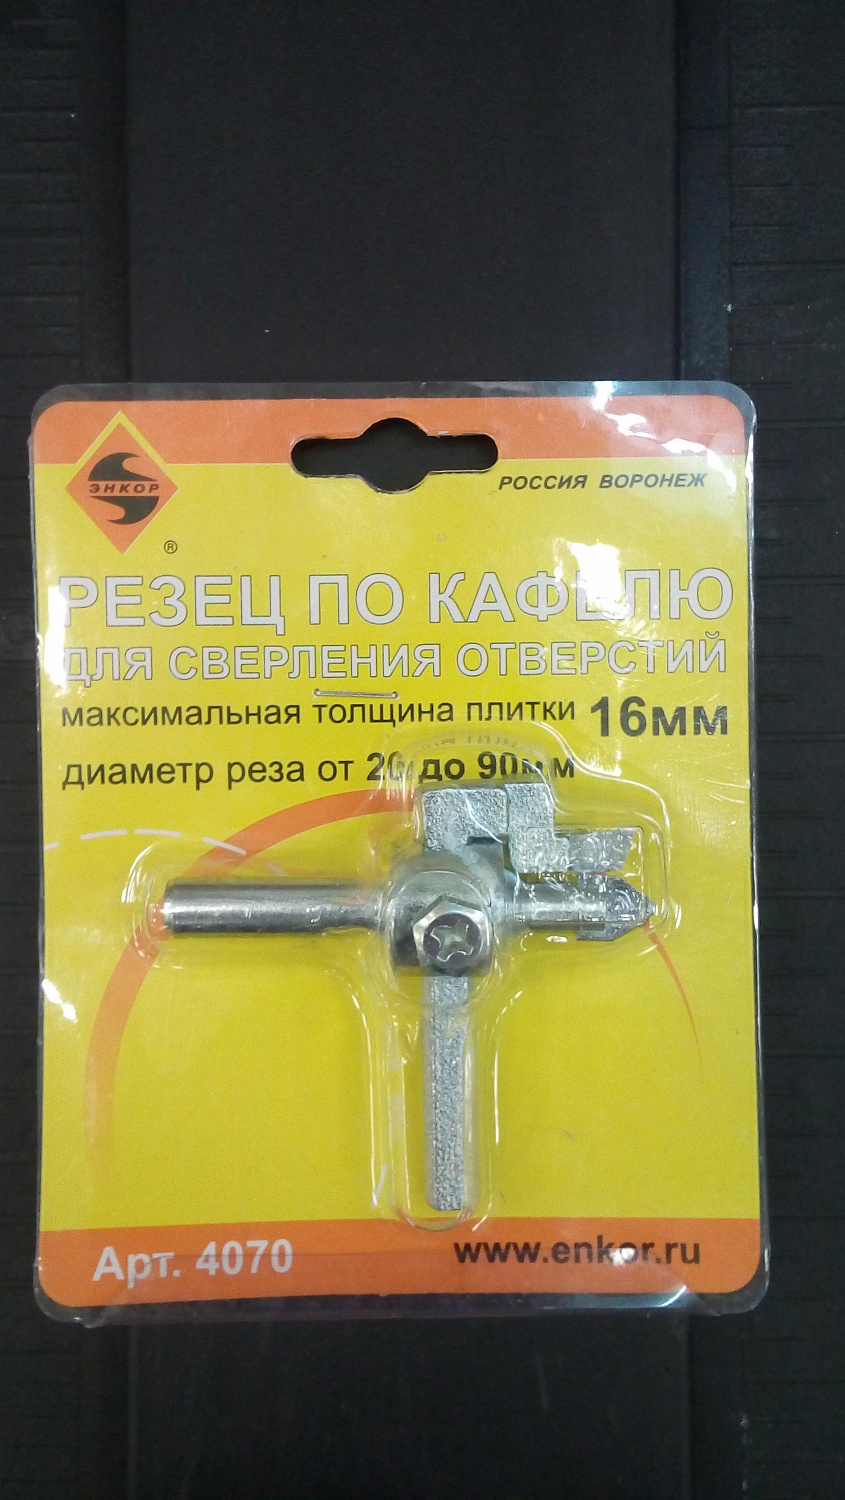 ЭНКОР
®
РОССИЯ ВОРОНЕЖ
РЕЗЕЦ ПО КАФЕЛЮ
ДЛЯ СВЕРЛЕНИЯ ОТВЕРСТИЙ
максимальная толщина плитки 16мм
диаметр реза от 20 до 90мм
Арт. 4070
www.enkor.ru